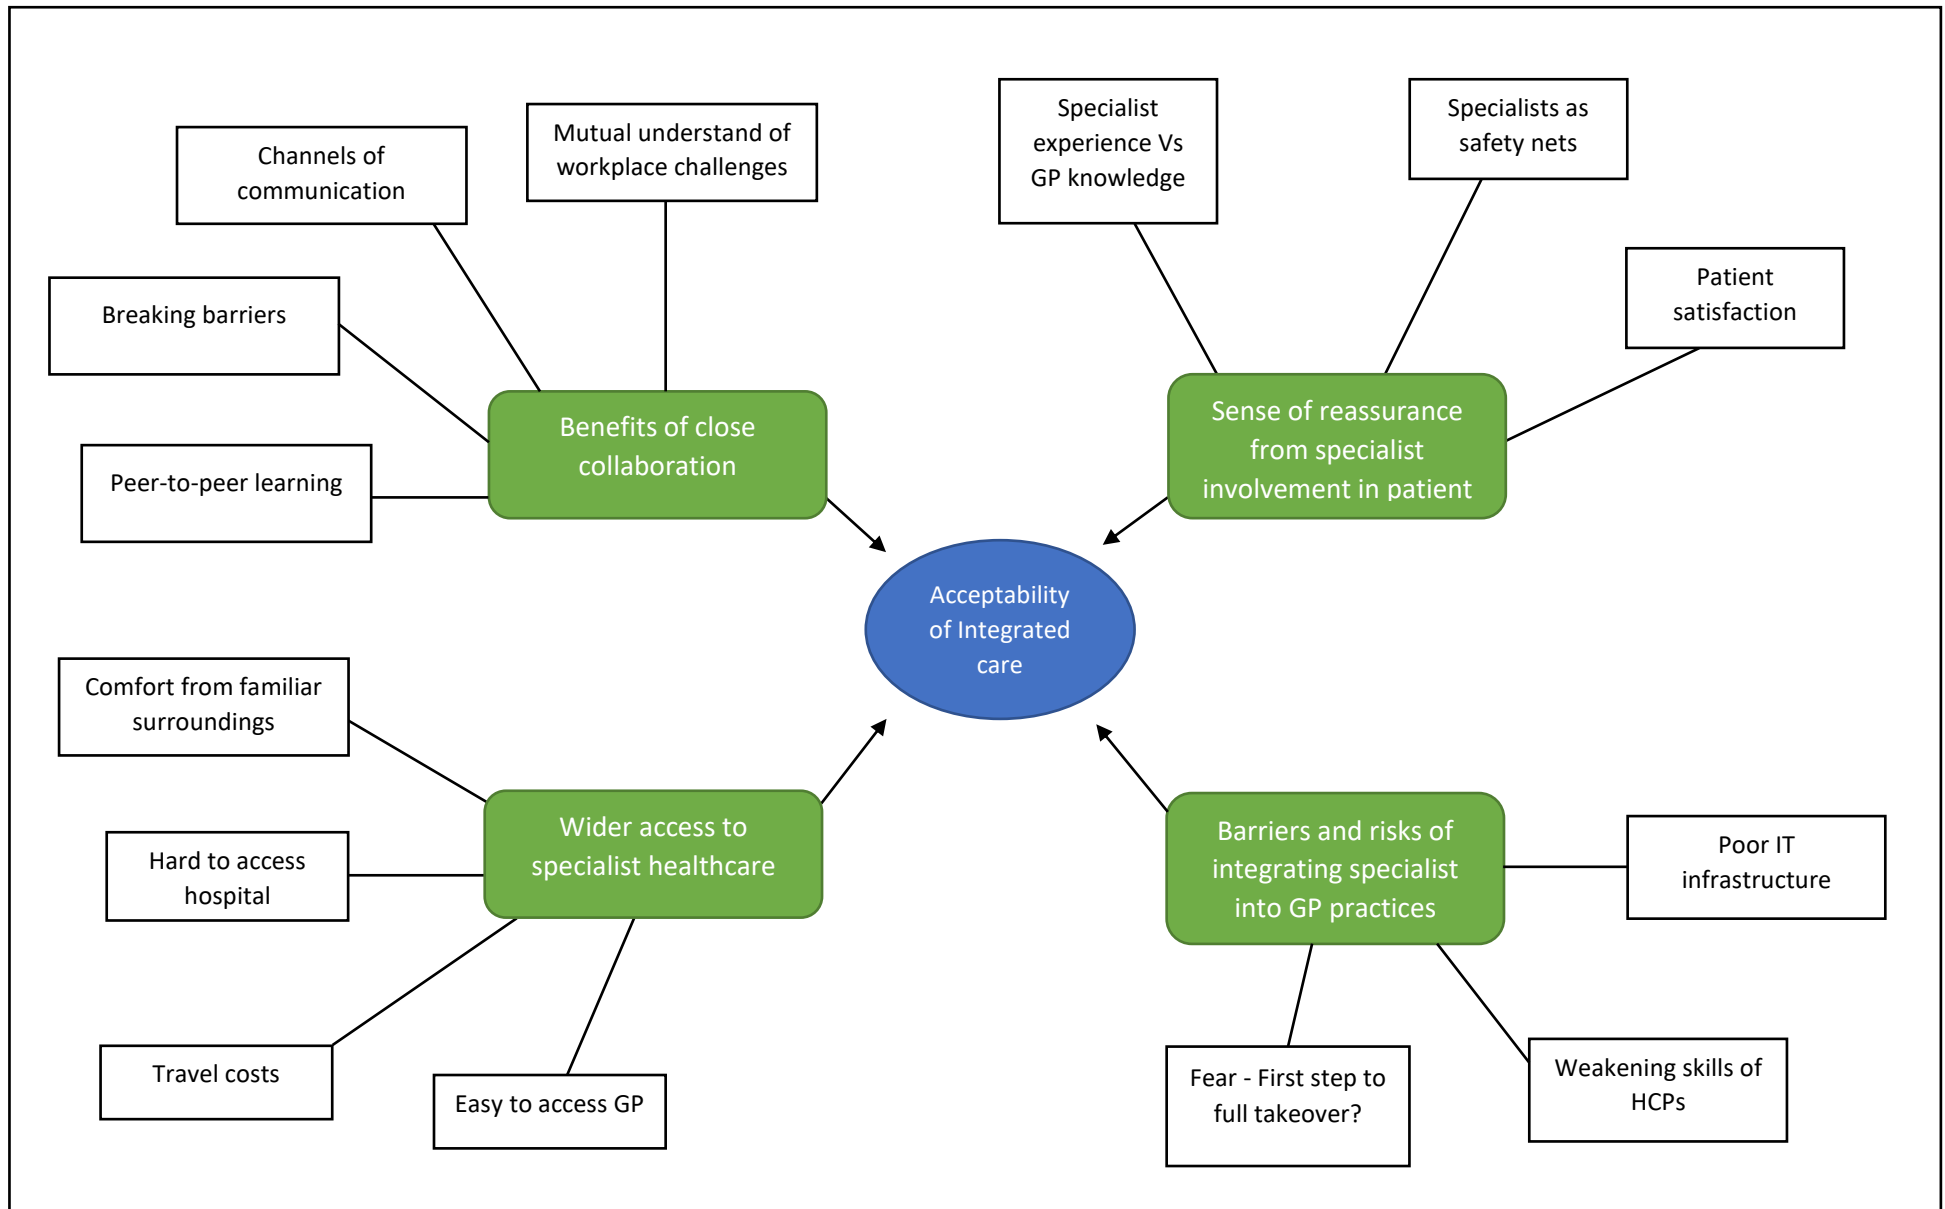 Channels of
communication
Mutual understand of
workplace challenges
Specialist
experience Vs
GP knowledge
Specialists as
safety nets
Breaking barriers
Patient
satisfaction
Peer-to-peer learning
Benefits of close
collaboration
Sense of reassurance
from specialist
involvement in patient
Acceptability
of Integrated
care
Comfort from familiar
surroundings
Hard to access
hospital
Wider access to
specialist healthcare
Barriers and risks of
integrating specialist
into GP practices
Poor IT
infrastructure
Travel costs
Easy to access GP
Fear - First step to
full takeover?
Weakening skills of
HCPs